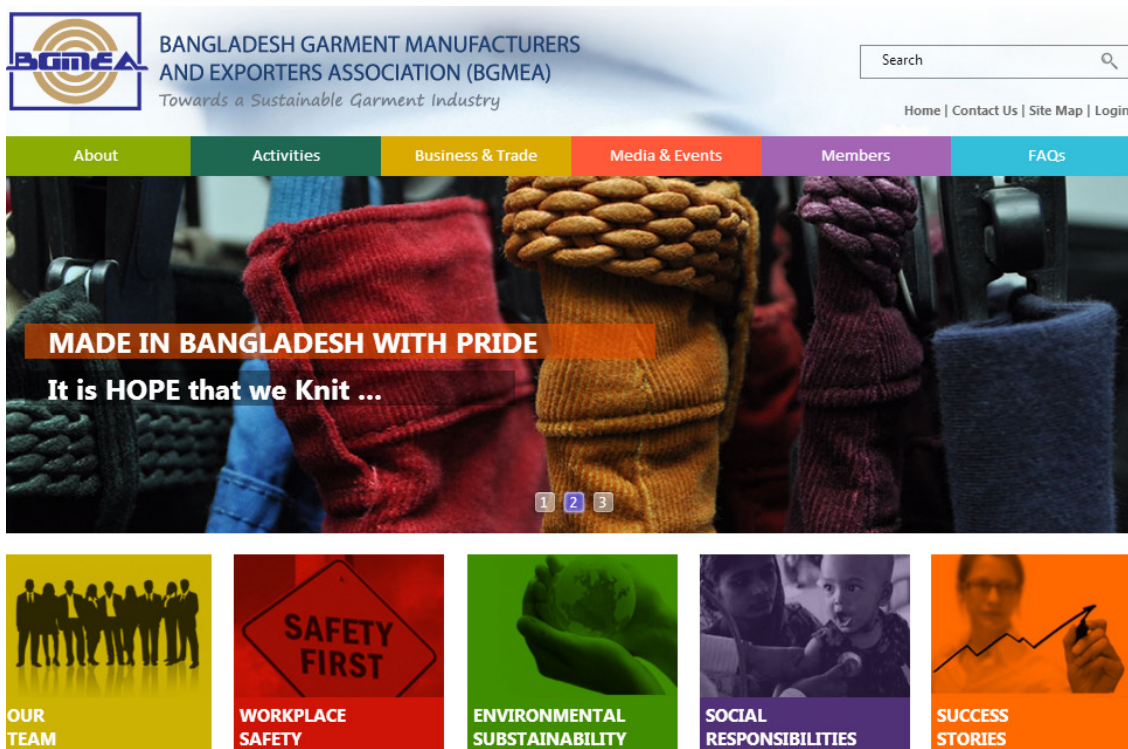 BGMEA
BANGLADESH GARMENT MANUFACTURERS
AND EXPORTERS ASSOCIATION (BGMEA)
Towards a Sustainable Garment Industry
Search
Home | Contact Us | Site Map | Login
About Activities Business & Trade Media & Events Members FAQs
MADE IN BANGLADESH WITH PRIDE
It is HOPE that we Knit ...
1 2 3
SAFETY
FIRST
OUR
TEAM
WORKPLACE
SAFETY
ENVIRONMENTAL
SUBSTAINABILITY
SOCIAL
RESPONSIBILITIES
SUCCESS
STORIES